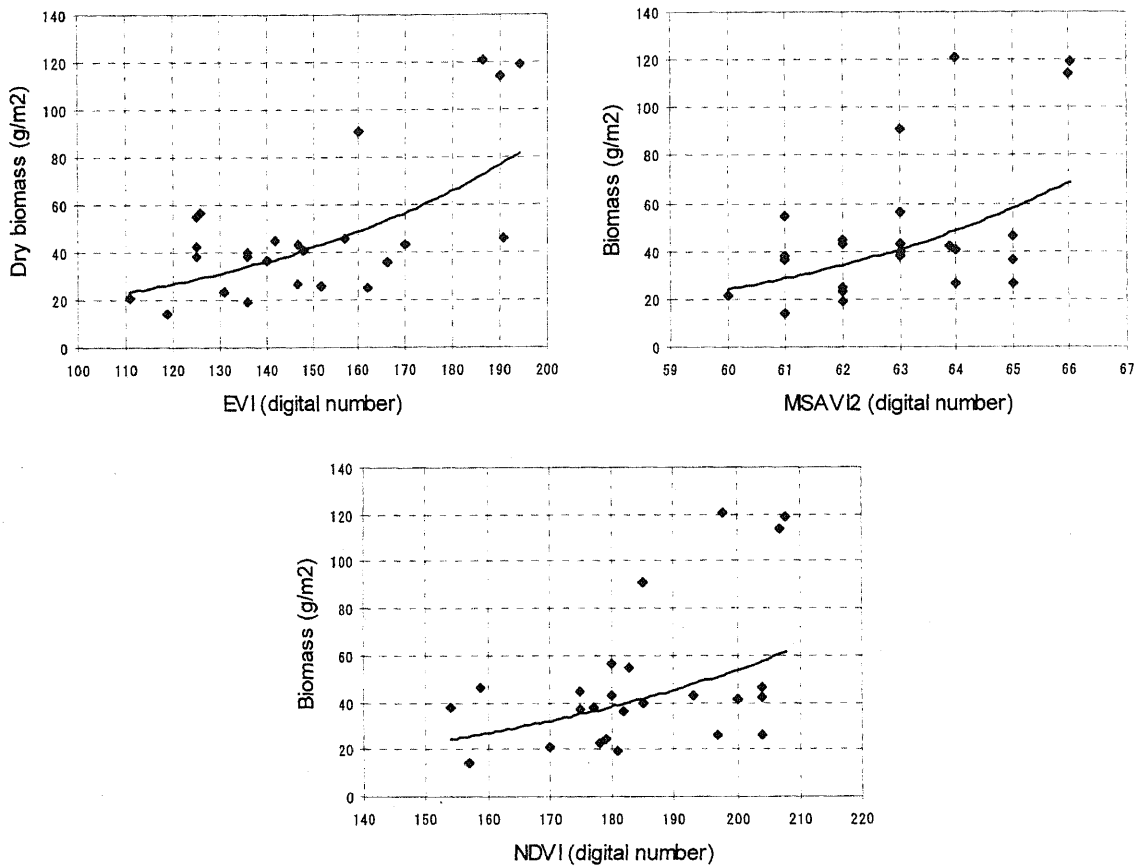 140
120
100
80
60
40
20
0
Dry biomass (g/m2)
100 110 120 130 140 150 160 170 180 190 200
EVI (digital number)
140
120
100
80
60
40
20
0
Biomass (g/m2)
59 60 61 62 63 64 65 66 67
MSAVI2 (digital number)
140
120
100
80
60
40
20
0
Biomass (g/m2)
140 150 160 170 180 190 200 210 220
NDVI (digital number)